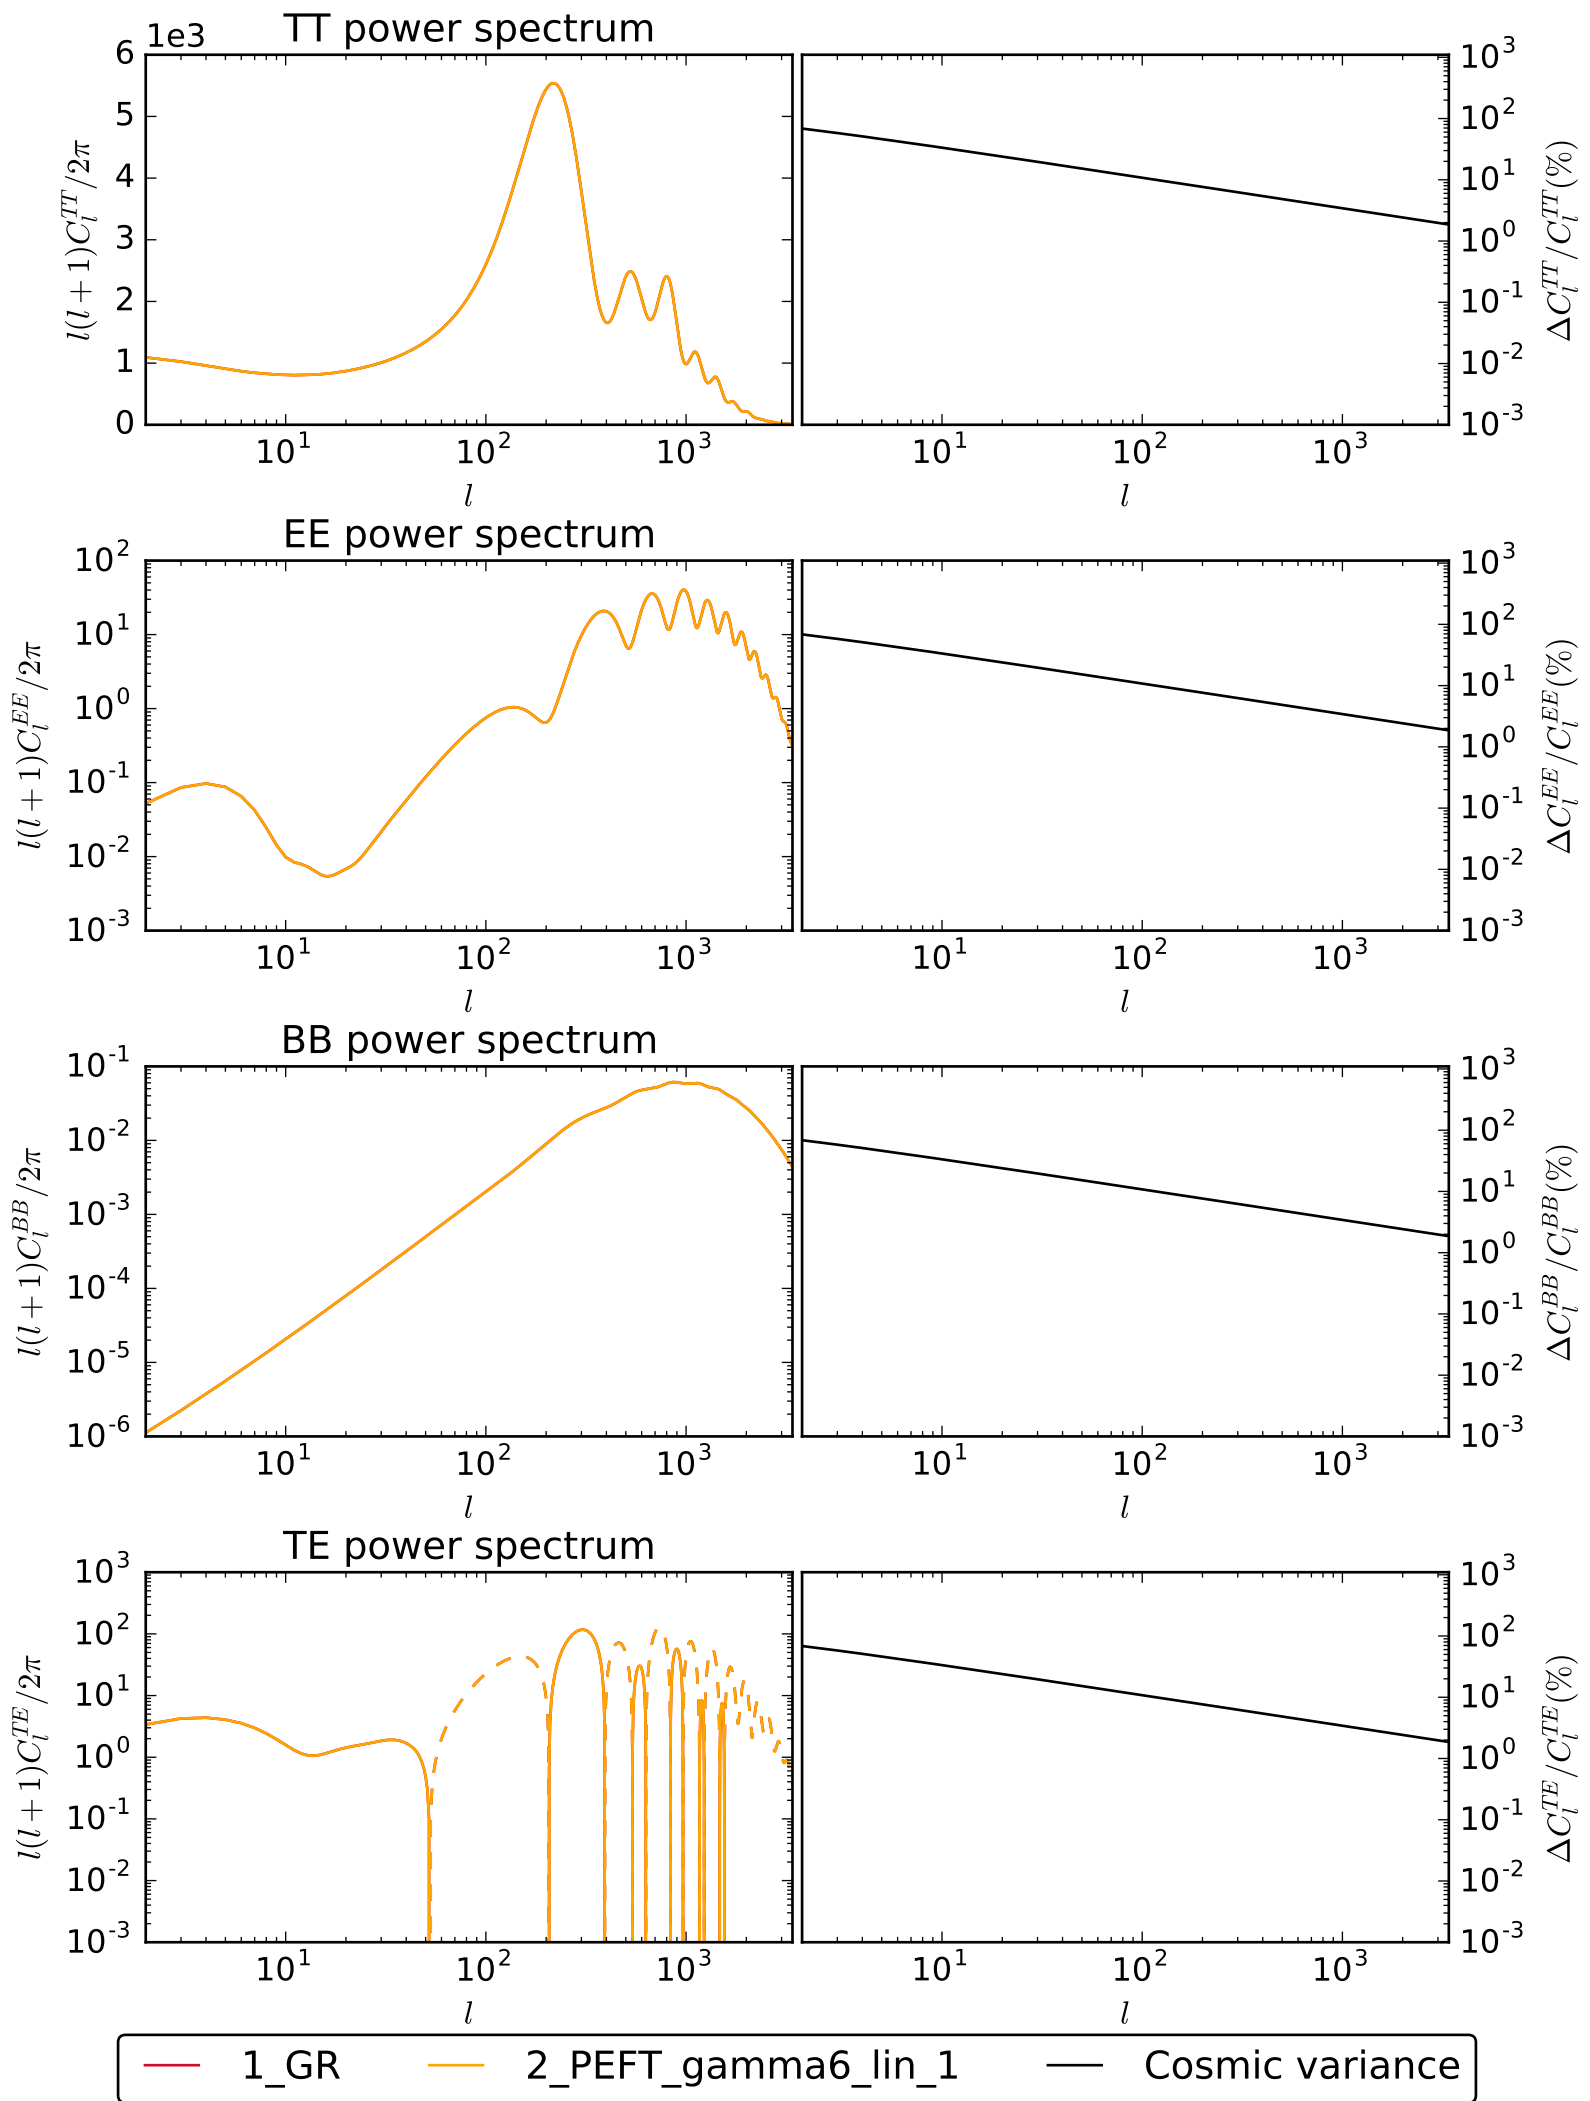 TT power spectrum
1e3
6
5
4
3
2
1
0
l(l+1)C_l^{TT}/2π
10^1 10^2 10^3
l
10^3
10^2
10^1
10^0
10^-1
10^-2
10^-3
ΔC_l^{TT}/C_l^{TT}(%)
10^1 10^2 10^3
l
EE power spectrum
10^2
10^1
10^0
10^-1
10^-2
10^-3
l(l+1)C_l^{EE}/2π
10^1 10^2 10^3
l
10^3
10^2
10^1
10^0
10^-1
10^-2
10^-3
ΔC_l^{EE}/C_l^{EE}(%)
10^1 10^2 10^3
l
BB power spectrum
10^-1
10^-2
10^-3
10^-4
10^-5
10^-6
l(l+1)C_l^{BB}/2π
10^1 10^2 10^3
l
10^3
10^2
10^1
10^0
10^-1
10^-2
10^-3
ΔC_l^{BB}/C_l^{BB}(%)
10^1 10^2 10^3
l
TE power spectrum
10^3
10^2
10^1
10^0
10^-1
10^-2
10^-3
l(l+1)C_l^{TE}/2π
10^1 10^2 10^3
l
10^3
10^2
10^1
10^0
10^-1
10^-2
10^-3
ΔC_l^{TE}/C_l^{TE}(%)
10^1 10^2 10^3
l
1_GR 2_PEFT_gamma6_lin_1 Cosmic variance